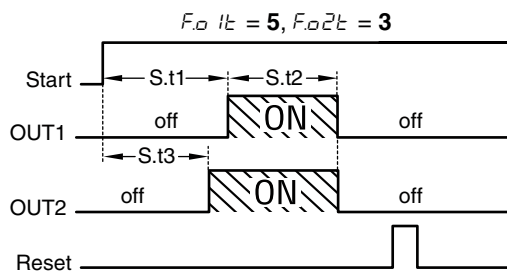 F.o1t = 5, F.o2t = 3
Start
S.t1 S.t2
OUT1 off ON off
S.t3
OUT2 off ON off
Reset